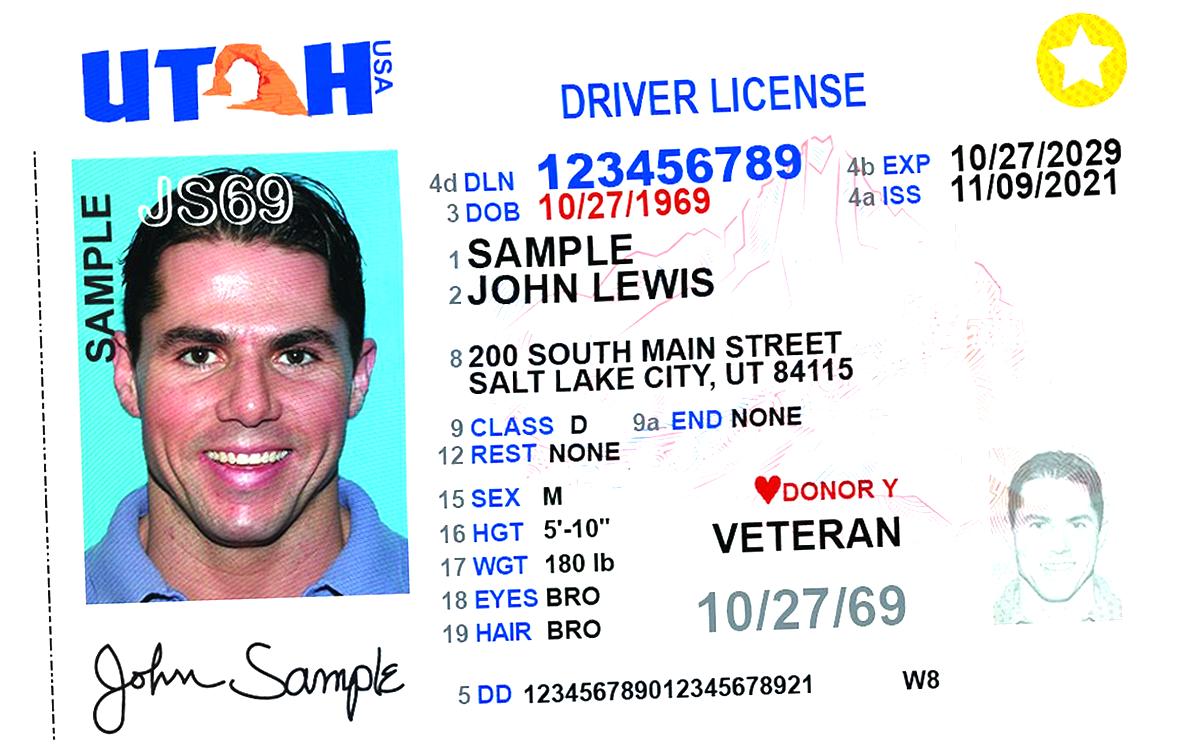 UTAH USA
DRIVER LICENSE
SAMPLE
JS69
4d DLN 123456789
3 DOB 10/27/1969
4b EXP 10/27/2029
4a ISS 11/09/2021
1 SAMPLE
2 JOHN LEWIS
8 200 SOUTH MAIN STREET
SALT LAKE CITY, UT 84115
9 CLASS D 9a END NONE
12 REST NONE
15 SEX M
16 HGT 5'-10"
17 WGT 180 lb
18 EYES BRO
19 HAIR BRO
DONOR Y
VETERAN
10/27/69
John Sample
5 DD 123456789012345678921 W8